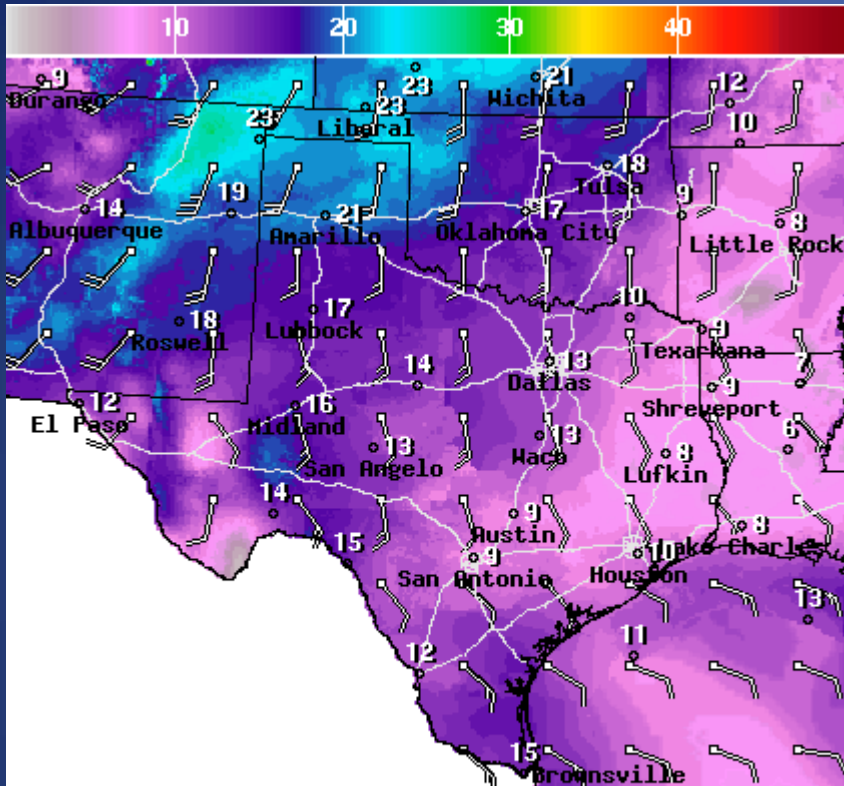 10 20 30 40
9
Durango
23
23
21
Wichita
12
23
Liberal
10
18
Tulsa
14
Albuquerque
19
21
Amarillo
17
Oklahoma City
9
8
Little Rock
18
Roswell
17
Lubbock
10
9
Texarkana
14
13
Dallas
7
9
Shreveport
12
El Paso
16
Midland
13
San Angelo
13
Waco
8
Lufkin
6
14
9
Austin
8
Lake Charles
15
9
San Antonio
10
Houston
13
12
11
15
Brownsville